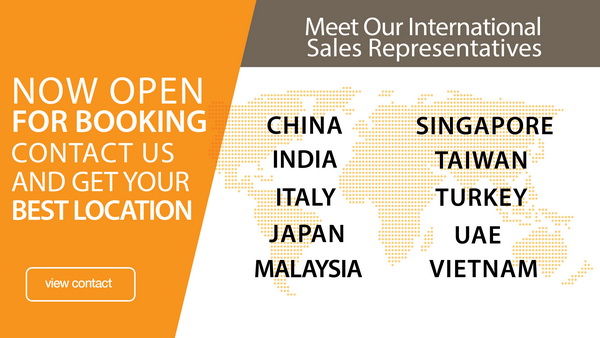 NOW OPEN
FOR BOOKING
CONTACT US
AND GET YOUR
BEST LOCATION
view contact
Meet Our International
Sales Representatives
CHINA
INDIA
ITALY
JAPAN
MALAYSIA
SINGAPORE
TAIWAN
TURKEY
UAE
VIETNAM